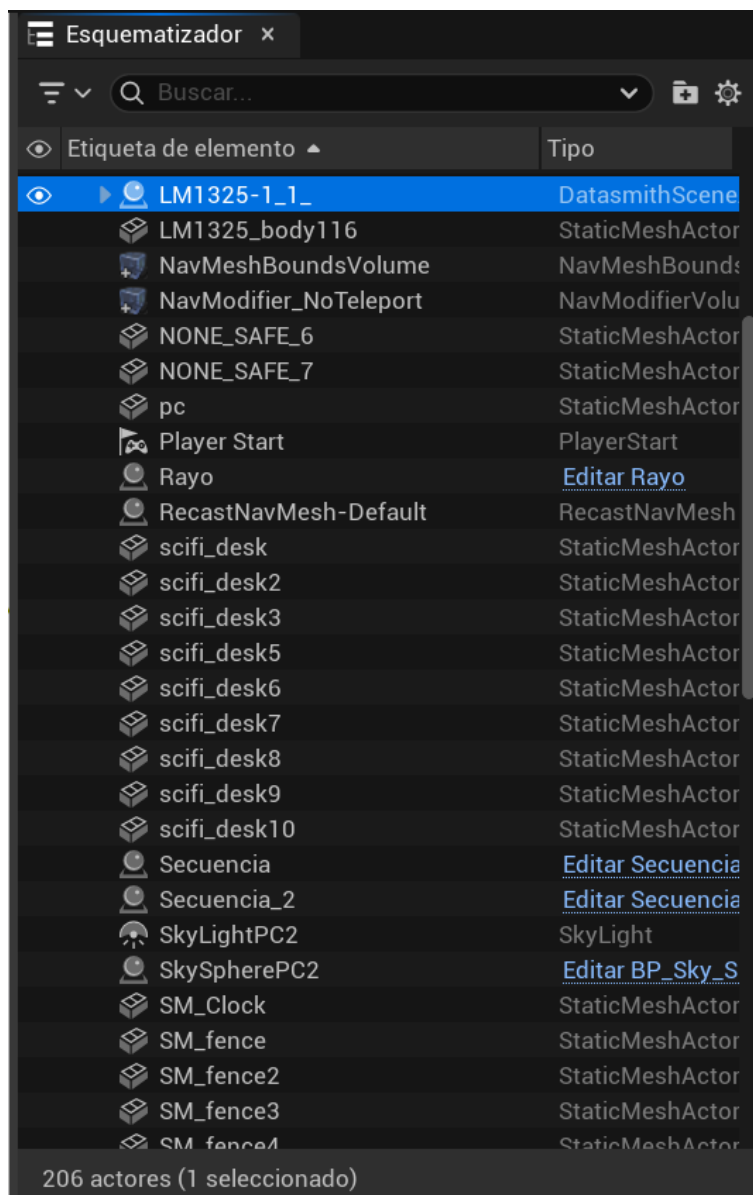 Esquematizador ×
Buscar...
Etiqueta de elemento Tipo
LM1325-1_1_ DatasmithScene
LM1325_body116 StaticMeshActor
NavMeshBoundsVolume NavMeshBounds
NavModifier_NoTeleport NavModifierVolu
NONE_SAFE_6 StaticMeshActor
NONE_SAFE_7 StaticMeshActor
pc StaticMeshActor
Player Start PlayerStart
Rayo Editar Rayo
RecastNavMesh-Default RecastNavMesh
scifi_desk StaticMeshActor
scifi_desk2 StaticMeshActor
scifi_desk3 StaticMeshActor
scifi_desk5 StaticMeshActor
scifi_desk6 StaticMeshActor
scifi_desk7 StaticMeshActor
scifi_desk8 StaticMeshActor
scifi_desk9 StaticMeshActor
scifi_desk10 StaticMeshActor
Secuencia Editar Secuencia
Secuencia_2 Editar Secuencia
SkyLightPC2 SkyLight
SkySpherePC2 Editar BP_Sky_S
SM_Clock StaticMeshActor
SM_fence StaticMeshActor
SM_fence2 StaticMeshActor
SM_fence3 StaticMeshActor
SM_fence4 StaticMeshActor
206 actores (1 seleccionado)